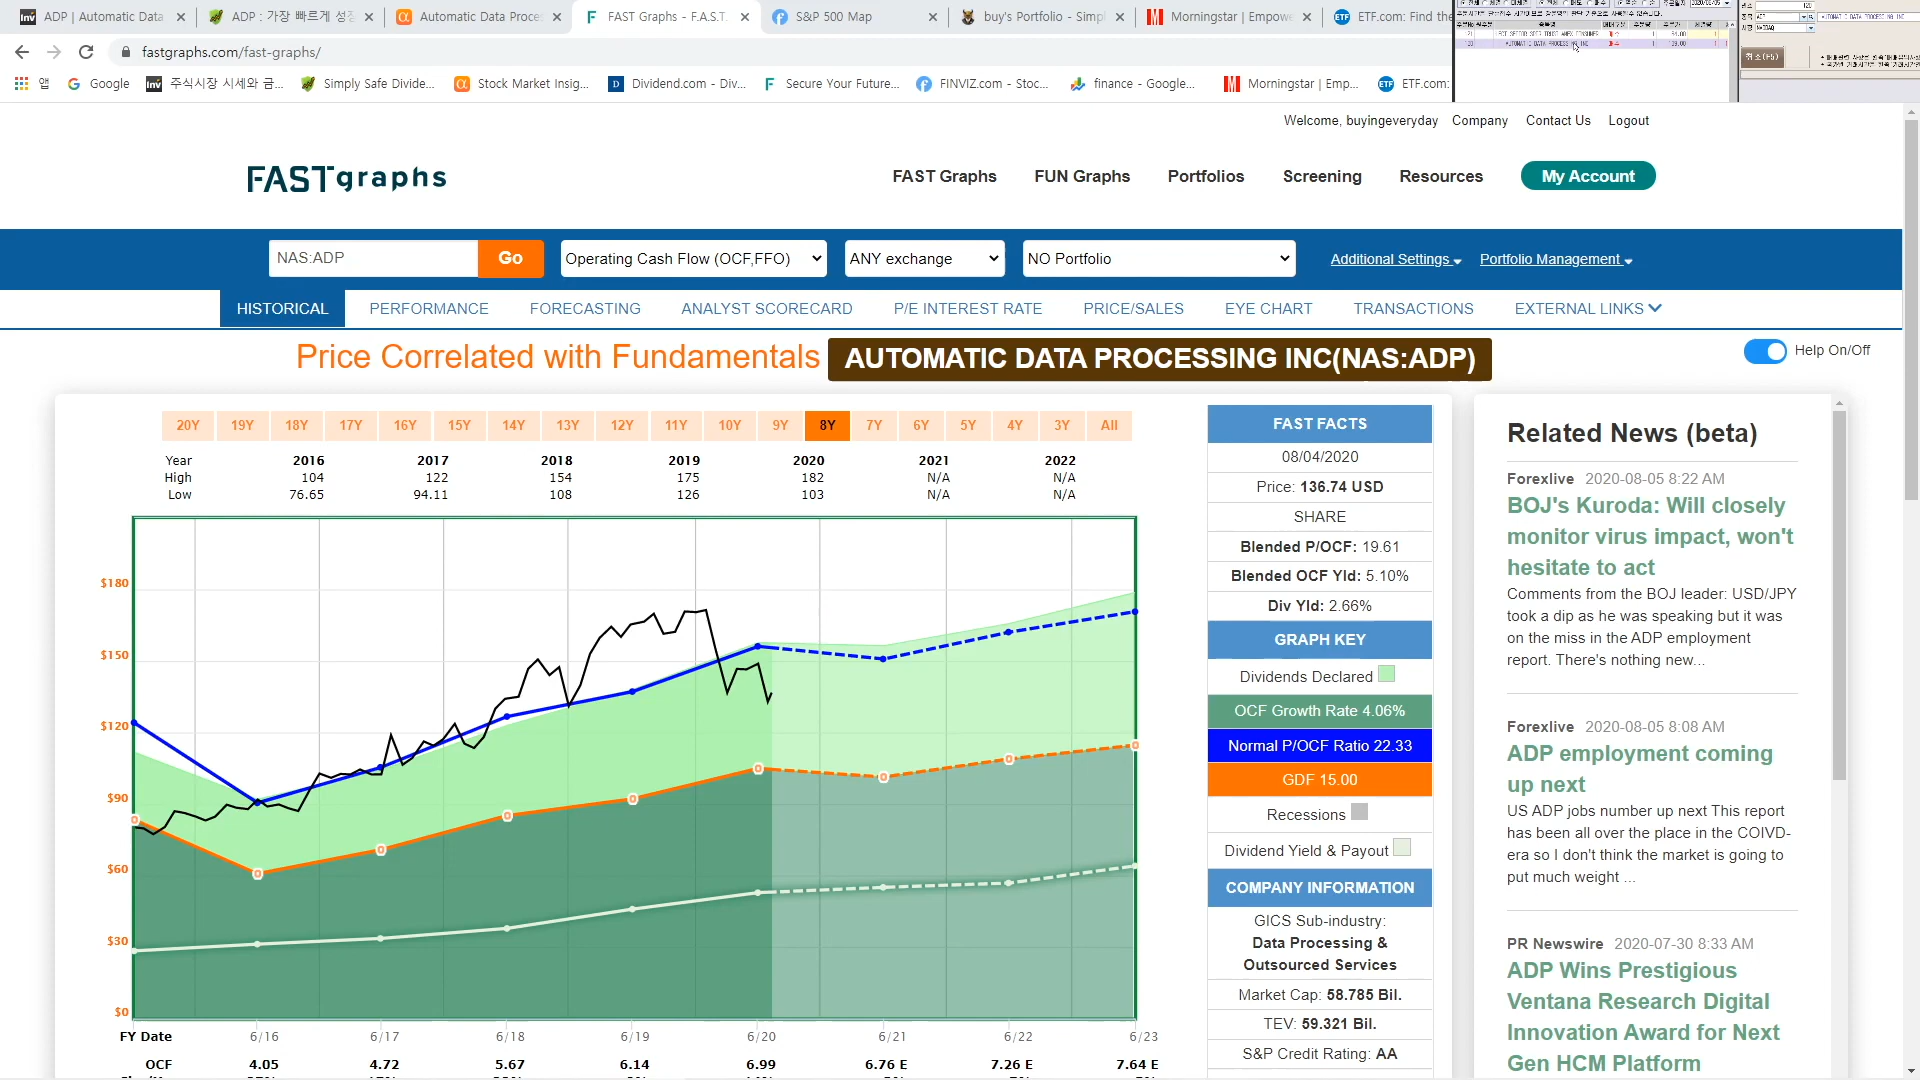 ADP | Automatic Data
ADP : 가장 빠르게 성장
Automatic Data Proces
FAST Graphs - F.A.S.T.
S&P 500 Map
buy's Portfolio - Simpl
Morningstar | Empowe
ETF.com: Find the
fastgraphs.com/fast-graphs/
앱
Google
주식시장 시세와 금...
Simply Safe Divide...
Stock Market Insig...
Dividend.com - Div...
Secure Your Future...
FINVIZ.com - Stoc...
finance - Google...
Morningstar | Emp...
ETF.com:
취소(F5)
Welcome, buyingeveryday Company Contact Us Logout
FASTgraphs
FAST Graphs FUN Graphs Portfolios Screening Resources My Account
NAS:ADP Go Operating Cash Flow (OCF,FFO) ANY exchange NO Portfolio Additional Settings Portfolio Management
HISTORICAL PERFORMANCE FORECASTING ANALYST SCORECARD P/E INTEREST RATE PRICE/SALES EYE CHART TRANSACTIONS EXTERNAL LINKS
Price Correlated with Fundamentals AUTOMATIC DATA PROCESSING INC(NAS:ADP)
Help On/Off
20Y 19Y 18Y 17Y 16Y 15Y 14Y 13Y 12Y 11Y 10Y 9Y 8Y 7Y 6Y 5Y 4Y 3Y All
Year 2016 2017 2018 2019 2020 2021 2022
High 104 122 154 175 182 N/A N/A
Low 76.65 94.11 108 126 103 N/A N/A
$180
$150
$120
$90
$60
$30
$0
FY Date 6/16 6/17 6/18 6/19 6/20 6/21 6/22 6/23
OCF 4.05 4.72 5.67 6.14 6.99 6.76 E 7.26 E 7.64 E
FAST FACTS
08/04/2020
Price: 136.74 USD
SHARE
Blended P/OCF: 19.61
Blended OCF Yld: 5.10%
Div Yld: 2.66%
GRAPH KEY
Dividends Declared
OCF Growth Rate 4.06%
Normal P/OCF Ratio 22.33
GDF 15.00
Recessions
Dividend Yield & Payout
COMPANY INFORMATION
GICS Sub-industry:
Data Processing &
Outsourced Services
Market Cap: 58.785 Bil.
TEV: 59.321 Bil.
S&P Credit Rating: AA
Related News (beta)
Forexlive 2020-08-05 8:22 AM
BOJ's Kuroda: Will closely
monitor virus impact, won't
hesitate to act
Comments from the BOJ leader: USD/JPY
took a dip as he was speaking but it was
on the miss in the ADP employment
report. There's nothing new...
Forexlive 2020-08-05 8:08 AM
ADP employment coming
up next
US ADP jobs number up next This report
has been all over the place in the COIVD-
era so I don't think the market is going to
put much weight ...
PR Newswire 2020-07-30 8:33 AM
ADP Wins Prestigious
Ventana Research Digital
Innovation Award for Next
Gen HCM Platform